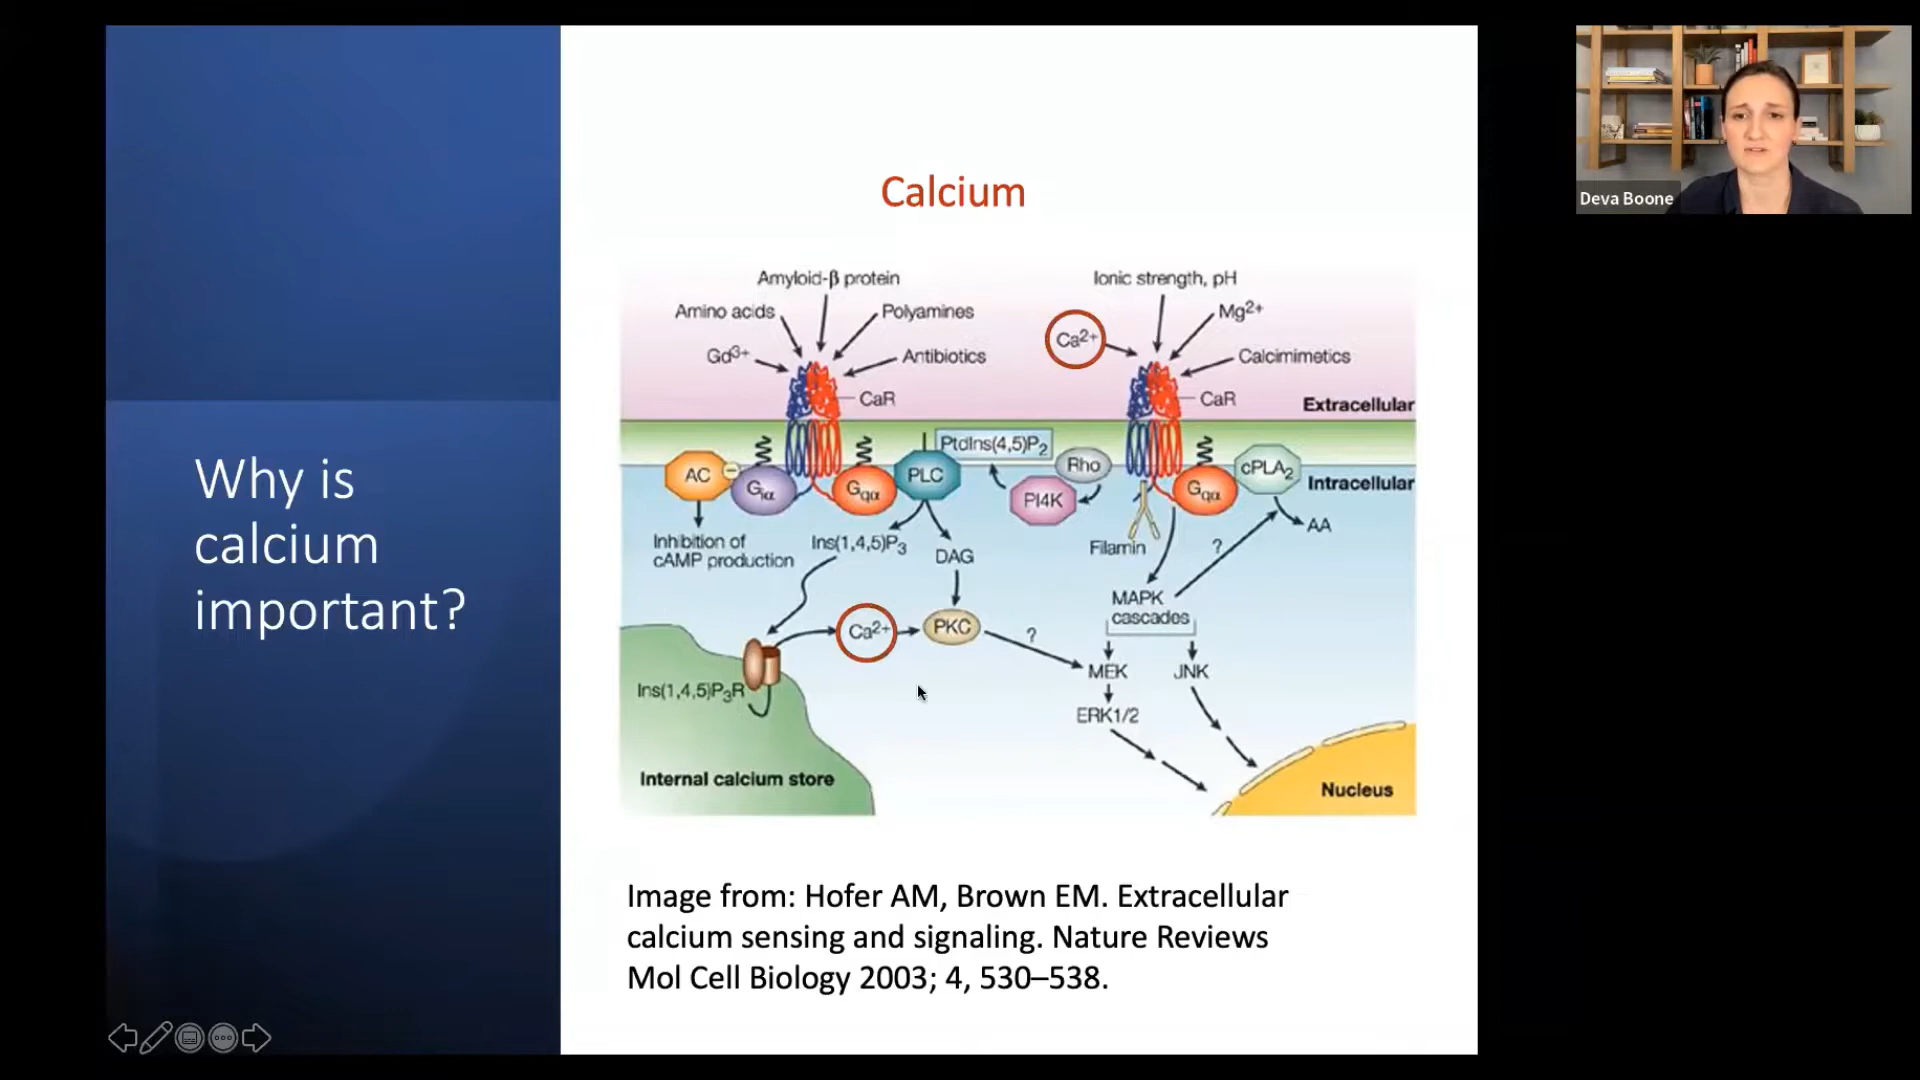 Why is
calcium
important?
Calcium
Amyloid-β protein
Amino acids
Polyamines
Gd3+
Antibiotics
CaR
Ionic strength, pH
Ca2+
Mg2+
Calcimimetics
CaR
Extracellular
AC
−
Giα
Gqα
PLC
PtdIns(4,5)P2
Rho
PI4K
Gqα
cPLA2
Intracellular
Inhibition of
cAMP production
Ins(1,4,5)P3
DAG
Filamin
?
AA
MAPK
cascades
Ca2+
PKC
?
MEK
JNK
Ins(1,4,5)P3R
ERK1/2
Internal calcium store
Nucleus
Image from: Hofer AM, Brown EM. Extracellular
calcium sensing and signaling. Nature Reviews
Mol Cell Biology 2003; 4, 530–538.
Deva Boone